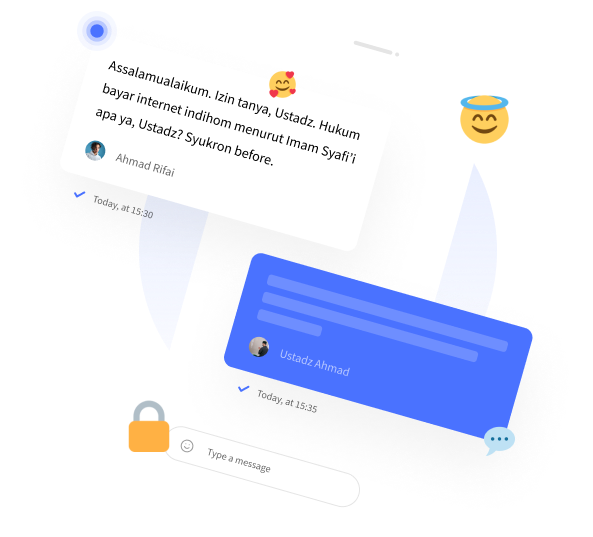 Assalamualaikum. Izin tanya, Ustadz. Hukum
bayar internet indihom menurut Imam Syafi'i
apa ya, Ustadz? Syukron before.
Ahmad Rifai
Today, at 15:30
Ustadz Ahmad
Today, at 15:35
Type a message